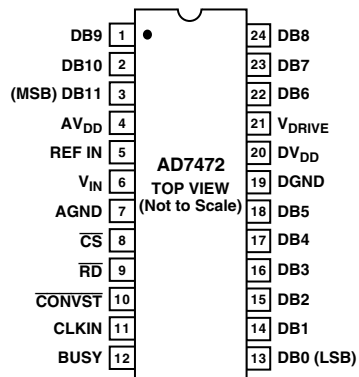 DB9 1 24 DB8
DB10 2 23 DB7
(MSB) DB11 3 22 DB6
AVDD 4 21 VDRIVE
REF IN 5 20 DVDD
AD7472
VIN 6 19 DGND
TOP VIEW
AGND 7 (Not to Scale) 18 DB5
CS 8 17 DB4
RD 9 16 DB3
CONVST 10 15 DB2
CLKIN 11 14 DB1
BUSY 12 13 DB0 (LSB)